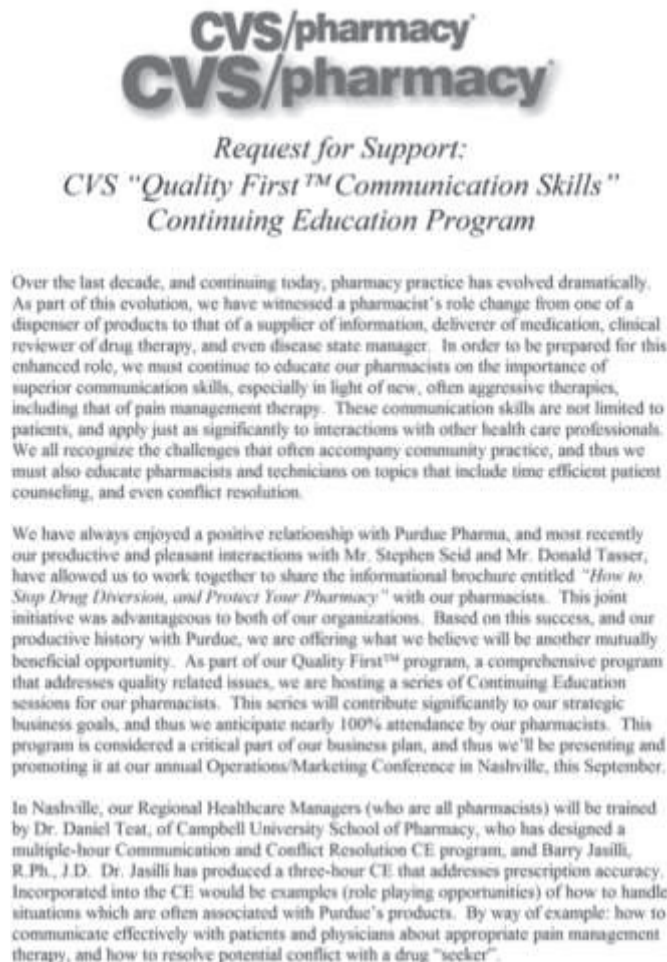 CVS/pharmacy
CVS/pharmacy
Request for Support:
CVS "Quality First™ Communication Skills"
Continuing Education Program
Over the last decade, and continuing today, pharmacy practice has evolved dramatically.
As part of this evolution, we have witnessed a pharmacist's role change from one of a
dispenser of products to that of a supplier of information, deliverer of medication, clinical
reviewer of drug therapy, and even disease state manager. In order to be prepared for this
enhanced role, we must continue to educate our pharmacists on the importance of
superior communication skills, especially in light of new, often aggressive therapies,
including that of pain management therapy. These communication skills are not limited to
patients, and apply just as significantly to interactions with other health care professionals.
We all recognize the challenges that often accompany community practice, and thus we
must also educate pharmacists and technicians on topics that include time efficient patient
counseling, and even conflict resolution.
We have always enjoyed a positive relationship with Purdue Pharma, and most recently
our productive and pleasant interactions with Mr. Stephen Seid and Mr. Donald Tasser,
have allowed us to work together to share the informational brochure entitled "How to
Stop Drug Diversion, and Protect Your Pharmacy" with our pharmacists. This joint
initiative was advantageous to both of our organizations. Based on this success, and our
productive history with Purdue, we are offering what we believe will be another mutually
beneficial opportunity. As part of our Quality First™ program, a comprehensive program
that addresses quality related issues, we are hosting a series of Continuing Education
sessions for our pharmacists. This series will contribute significantly to our strategic
business goals, and thus we anticipate nearly 100% attendance by our pharmacists. This
program is considered a critical part of our business plan, and thus we'll be presenting and
promoting it at our annual Operations/Marketing Conference in Nashville, this September.
In Nashville, our Regional Healthcare Managers (who are all pharmacists) will be trained
by Dr. Daniel Teat, of Campbell University School of Pharmacy, who has designed a
multiple-hour Communication and Conflict Resolution CE program, and Barry Jasilli,
R.Ph., J.D. Dr. Jasilli has produced a three-hour CE that addresses prescription accuracy.
Incorporated into the CE would be examples (role playing opportunities) of how to handle
situations which are often associated with Purdue's products. By way of example: how to
communicate effectively with patients and physicians about appropriate pain management
therapy, and how to resolve potential conflict with a drug "seeker".